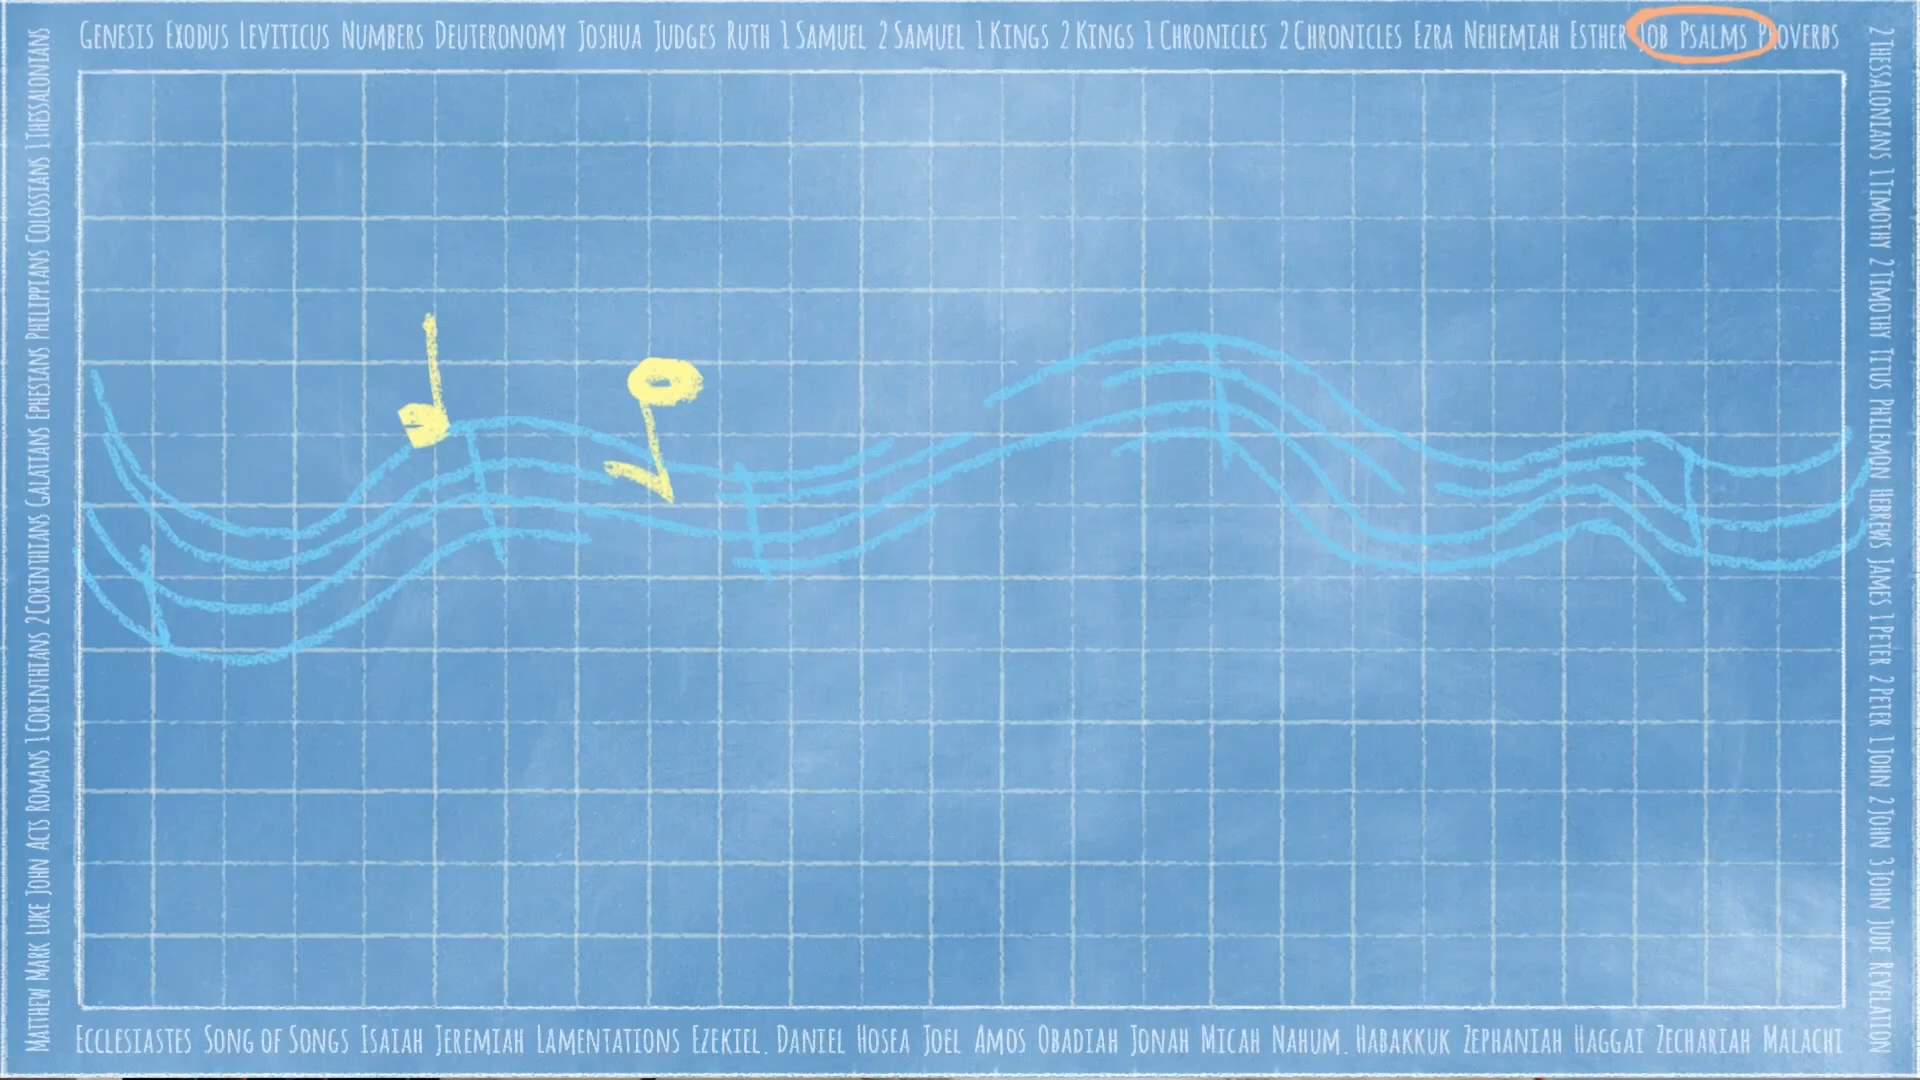 Genesis Exodus Leviticus Numbers Deuteronomy Joshua Judges Ruth 1 Samuel 2 Samuel 1 Kings 2 Kings 1 Chronicles 2 Chronicles Ezra Nehemiah Esther Job Psalms Proverbs
Ecclesiastes Song of Songs Isaiah Jeremiah Lamentations Ezekiel. Daniel Hosea Joel Amos Obadiah Jonah Micah Nahum. Habakkuk Zephaniah Haggai Zechariah Malachi
Matthew Mark Luke John Acts Romans 1 Corinthians 2 Corinthians Galatians Ephesians Philippians Colossians 1 Thessalonians
2 Thessalonians 1 Timothy 2 Timothy Titus Philemon Hebrews James 1 Peter 2 Peter 1 John 2 John 3 John Jude Revelation